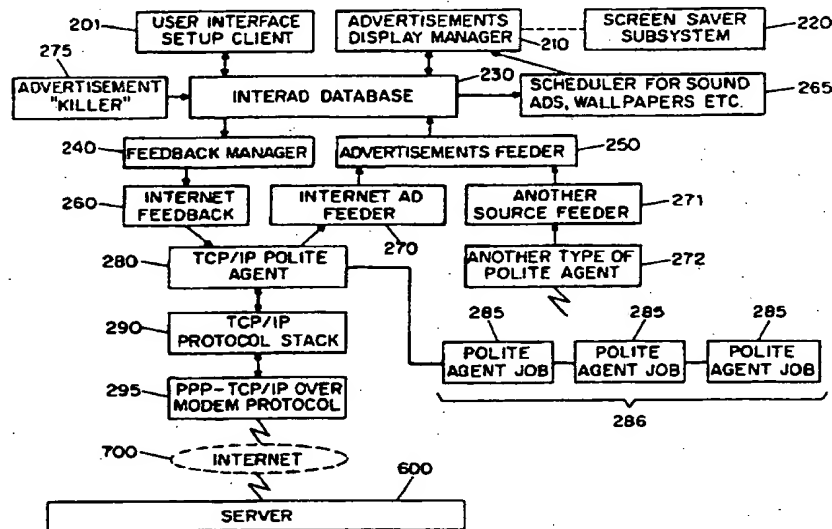 201
USER INTERFACE
SETUP CLIENT
ADVERTISEMENTS
DISPLAY MANAGER
210
SCREEN SAVER
SUBSYSTEM
220
275
ADVERTISEMENT
"KILLER"
INTERAD DATABASE
230
SCHEDULER FOR SOUND
ADS, WALLPAPERS ETC.
265
240
FEEDBACK MANAGER
ADVERTISEMENTS FEEDER
250
260
INTERNET
FEEDBACK
INTERNET AD
FEEDER
270
ANOTHER
SOURCE FEEDER
271
280
TCP/IP POLITE
AGENT
ANOTHER TYPE OF
POLITE AGENT
272
290
TCP/IP
PROTOCOL STACK
285
285
285
POLITE
AGENT JOB
POLITE
AGENT JOB
POLITE
AGENT JOB
286
295
PPP-TCP/IP OVER
MODEM PROTOCOL
700
INTERNET
600
SERVER